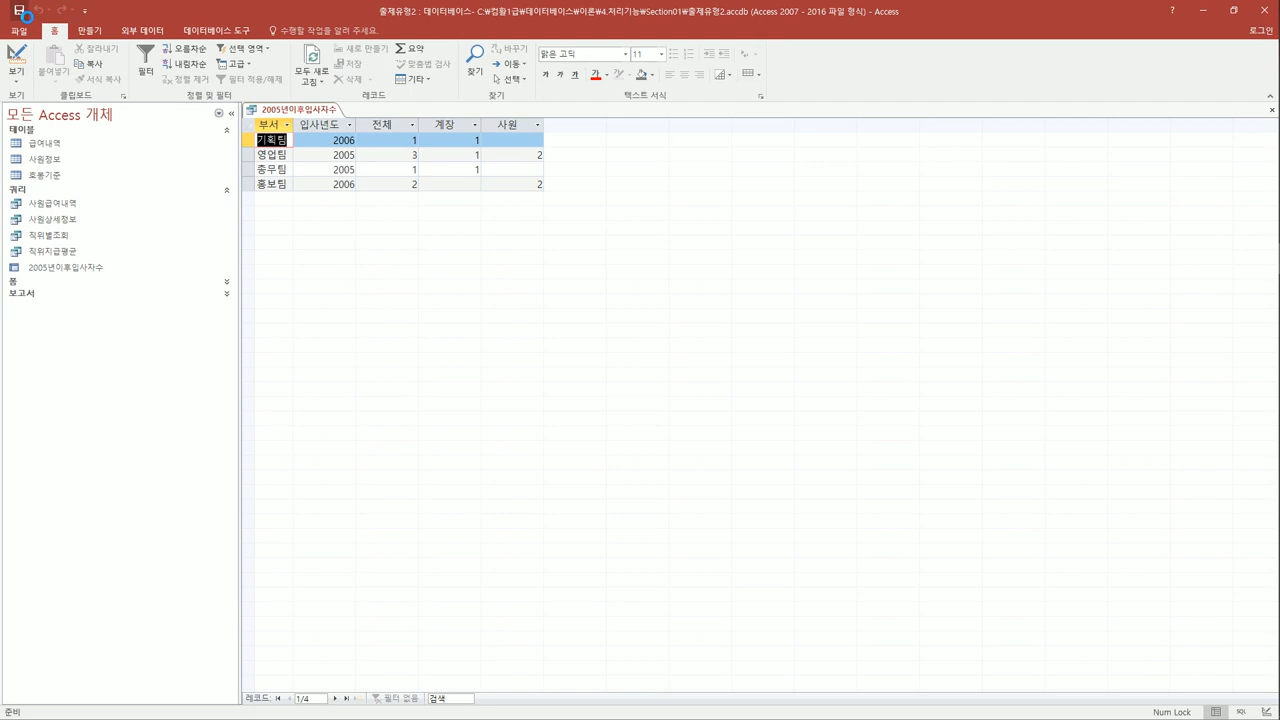 출제유형2 : 데이터베이스- C:₩컴활1급₩데이터베이스₩이론₩4.처리기능₩Section01₩출제유형2.accdb (Access 2007 - 2016 파일 형식) - Access
로그인
파일 홈 만들기 외부 데이터 데이터베이스 도구 수행할 작업을 알려 주세요.
보기 붙여넣기 잘라내기 복사 서식 복사
필터 오름차순 내림차순 정렬 제거 선택 영역 고급 필터 적용/해제
모두 새로 고침 새로 만들기 저장 삭제 요약 맞춤법 검사 기타
찾기 바꾸기 이동 선택
맑은 고딕 11
가 가 가 가
보기 클립보드 정렬 및 필터 레코드 찾기 텍스트 서식
모든 Access 개체
테이블
급여내역
사원정보
호봉기준
쿼리
사원급여내역
사원상세정보
직위별조회
직위지급평균
2005년이후입사자수
폼
보고서
2005년이후입사자수
부서 입사년도 전체 계장 사원
기획팀 2006 1 1
영업팀 2005 3 2
총무팀 2005 1 1
홍보팀 2006 2 2
레코드: 1/4 필터 없음 검색
준비
Num Lock
SQL